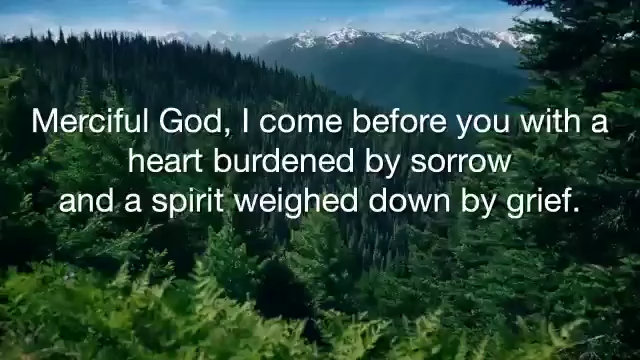 Merciful God, I come before you with a
heart burdened by sorrow
and a spirit weighed down by grief.